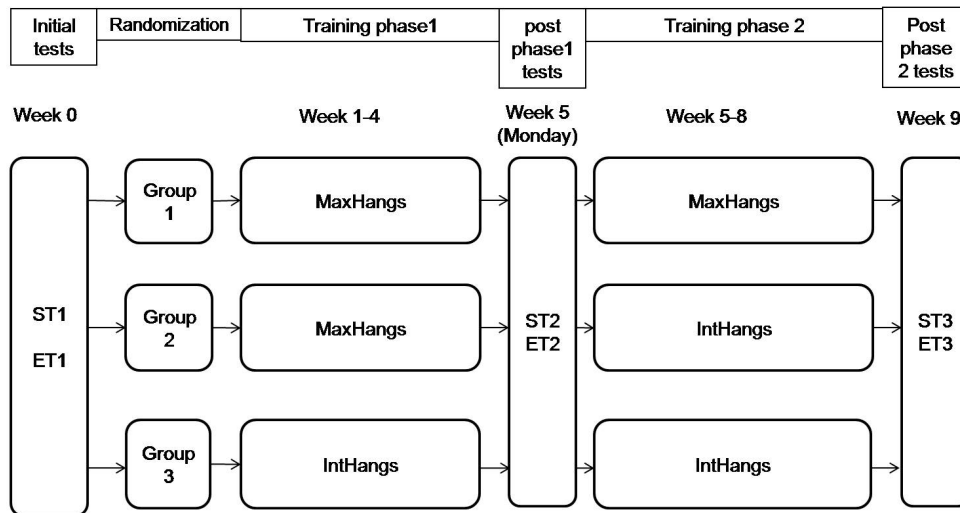 Initial
tests
Randomization
Training phase1
post
phase1
tests
Training phase 2
Post
phase
2 tests
Week 0
Week 1-4
Week 5
(Monday)
Week 5-8
Week 9
ST1
ET1
Group
1
MaxHangs
Group
2
MaxHangs
Group
3
IntHangs
ST2
ET2
MaxHangs
IntHangs
IntHangs
ST3
ET3